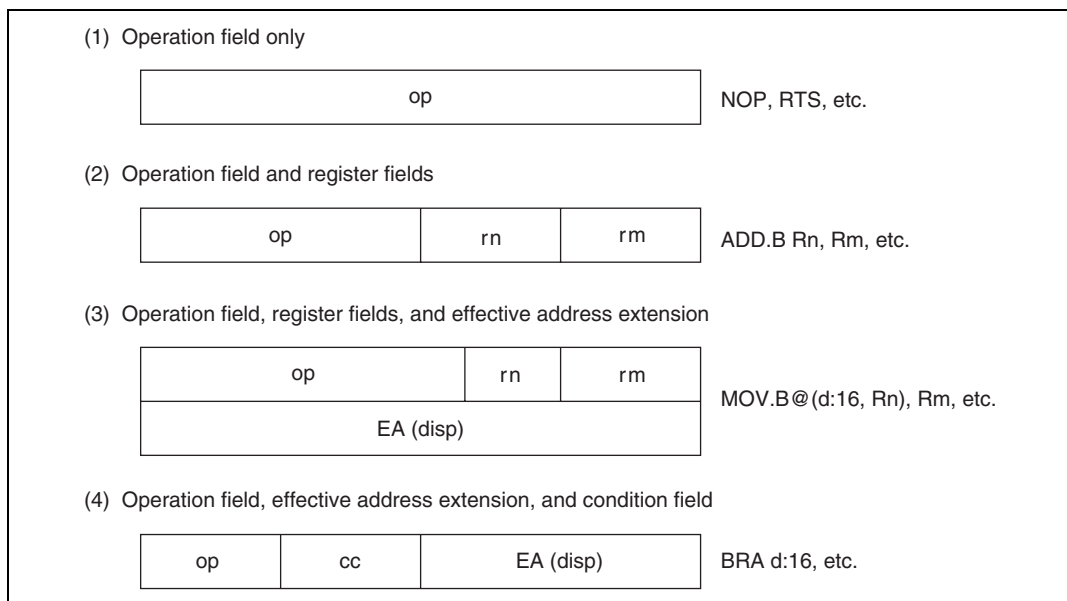 (1) Operation field only
op
NOP, RTS, etc.
(2) Operation field and register fields
op rn rm
ADD.B Rn, Rm, etc.
(3) Operation field, register fields, and effective address extension
op rn rm
EA (disp)
MOV.B@(d:16, Rn), Rm, etc.
(4) Operation field, effective address extension, and condition field
op cc EA (disp)
BRA d:16, etc.